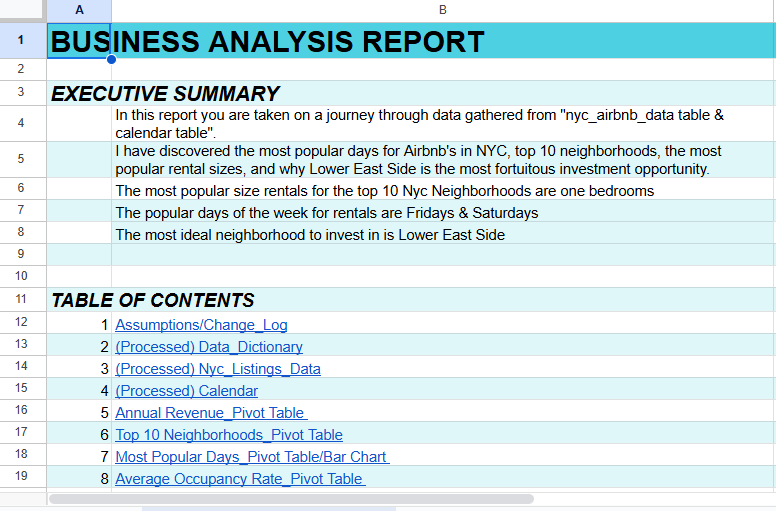 A B
1 BUSINESS ANALYSIS REPORT
2
3 EXECUTIVE SUMMARY
4 In this report you are taken on a journey through data gathered from "nyc_airbnb_data table &
calendar table".
5 I have discovered the most popular days for Airbnb's in NYC, top 10 neighborhoods, the most
popular rental sizes, and why Lower East Side is the most fortuitous investment opportunity.
6 The most popular size rentals for the top 10 Nyc Neighborhoods are one bedrooms
7 The popular days of the week for rentals are Fridays & Saturdays
8 The most ideal neighborhood to invest in is Lower East Side
9
10
11 TABLE OF CONTENTS
12 1 Assumptions/Change_Log
13 2 (Processed) Data_Dictionary
14 3 (Processed) Nyc_Listings_Data
15 4 (Processed) Calendar
16 5 Annual Revenue_Pivot Table
17 6 Top 10 Neighborhoods_Pivot Table
18 7 Most Popular Days_Pivot Table/Bar Chart
19 8 Average Occupancy Rate_Pivot Table